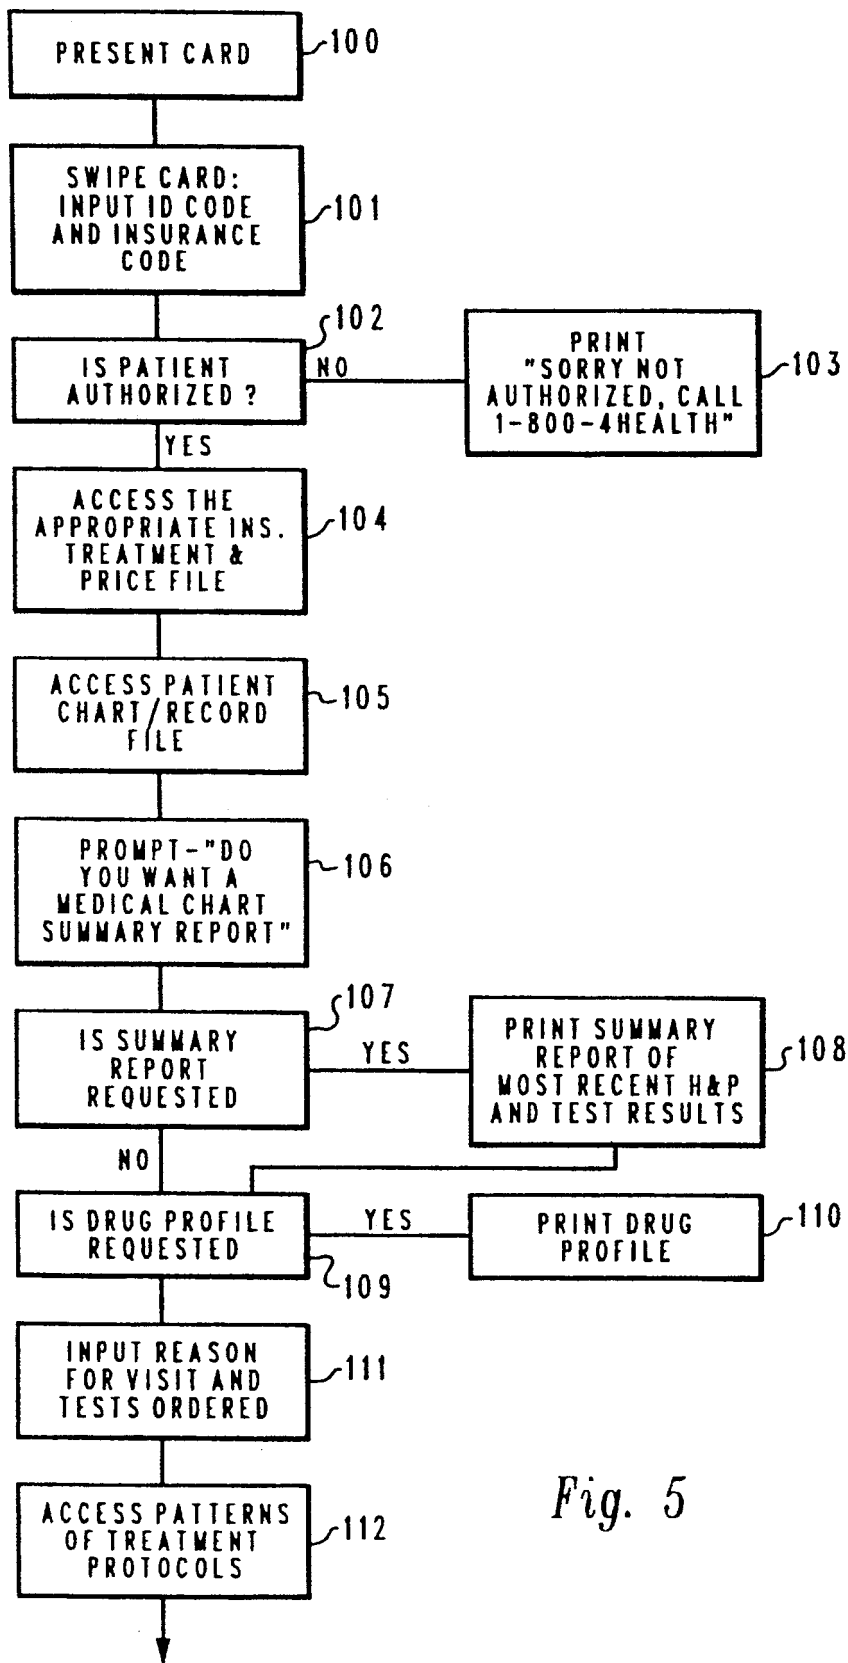 PRESENT CARD
100
SWIPE CARD:
INPUT ID CODE
AND INSURANCE
CODE
101
IS PATIENT
AUTHORIZED ?
102
NO
PRINT
"SORRY NOT
AUTHORIZED, CALL
1-800-4HEALTH"
103
YES
ACCESS THE
APPROPRIATE INS.
TREATMENT &
PRICE FILE
104
ACCESS PATIENT
CHART/RECORD
FILE
105
PROMPT-"DO
YOU WANT A
MEDICAL CHART
SUMMARY REPORT"
106
IS SUMMARY
REPORT
REQUESTED
107
YES
PRINT SUMMARY
REPORT OF
MOST RECENT H&P
AND TEST RESULTS
108
NO
IS DRUG PROFILE
REQUESTED
109
YES
PRINT DRUG
PROFILE
110
INPUT REASON
FOR VISIT AND
TESTS ORDERED
111
ACCESS PATTERNS
OF TREATMENT
PROTOCOLS
112
Fig. 5